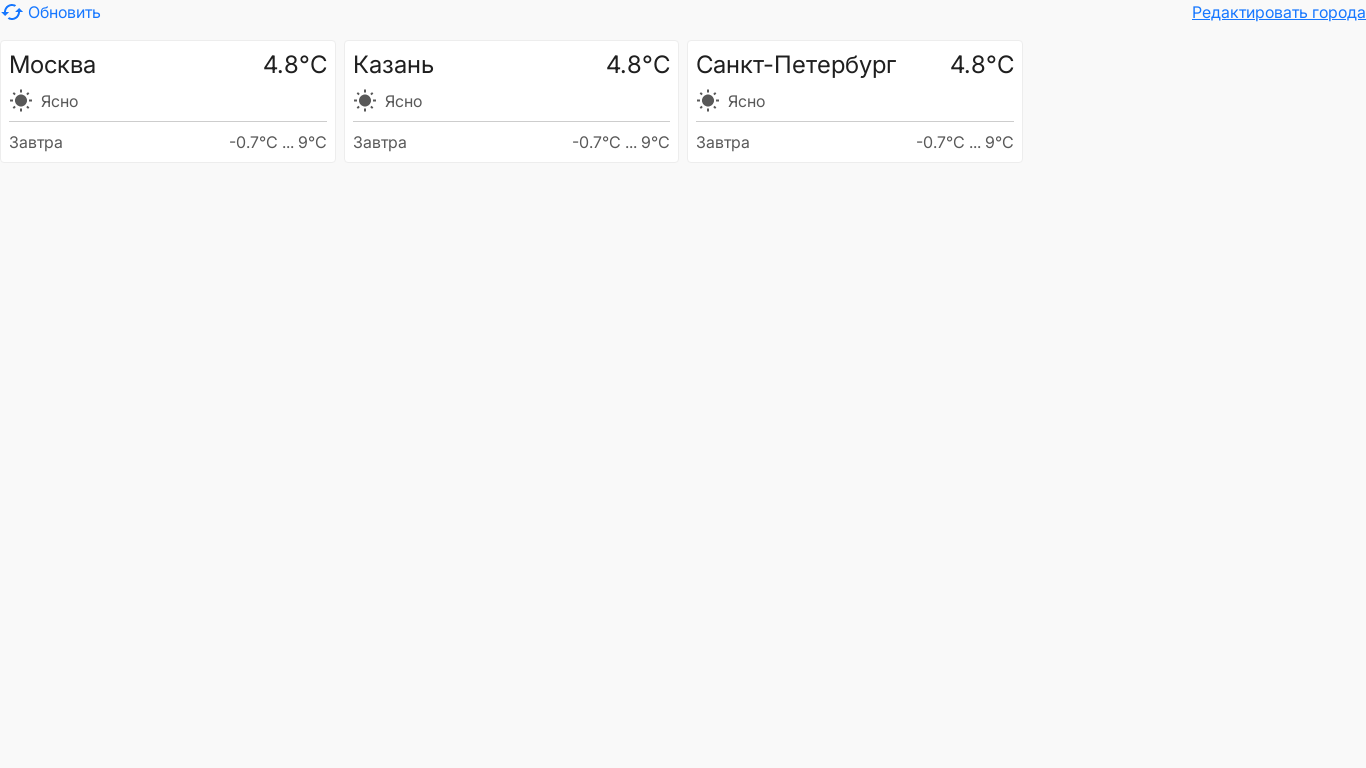 Обновить
Редактировать города
Москва 4.8°C
Ясно
Завтра -0.7°C ... 9°C
Казань 4.8°C
Ясно
Завтра -0.7°C ... 9°C
Санкт-Петербург 4.8°C
Ясно
Завтра -0.7°C ... 9°C